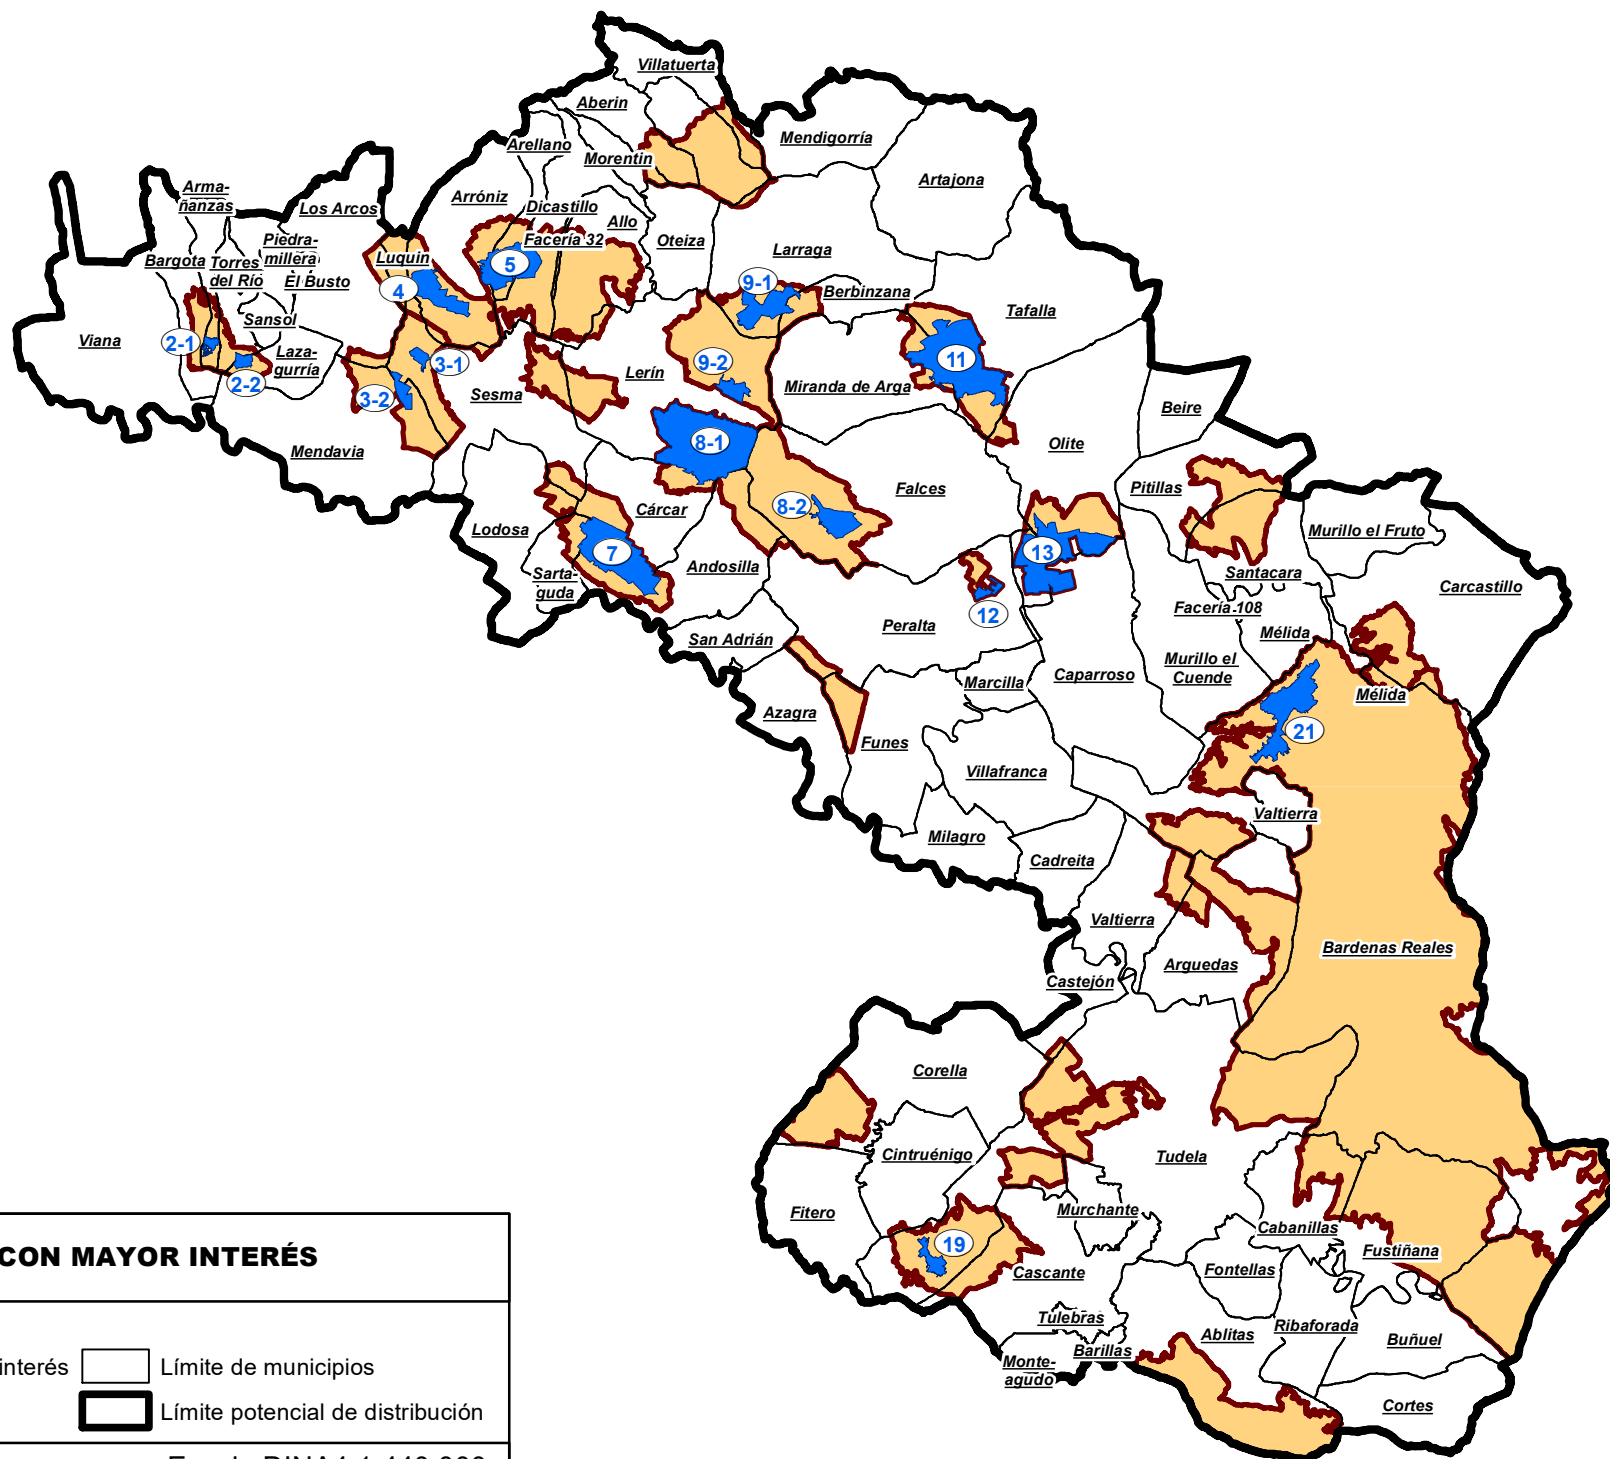 Villatuerta
Aberin
Mendigorría
Arellano
Morentin
Artajona
Arma-
ñanzas
Los Arcos
Arróniz
Dicastillo
Allo
Facería 32
Oteiza
Larraga
Piedra-
millera
Bargota
Torres
del Río
El Busto
Luquin
5
4
9-1
Berbinzana
Tafalla
Sansol
Viana
2-1
Laza-
gurría
2-2
3-1
3-2
Sesma
Lerín
9-2
Miranda de Arga
11
Beire
Mendavia
8-1
Olite
Falces
Pitillas
8-2
Cárcar
Lodosa
7
13
Murillo el Fruto
Andosilla
Sarta-
guda
Santacara
Carcastillo
12
Facería 108
San Adrián
Peralta
Mélida
Murillo el
Cuende
Marcilla
Caparroso
Mélida
Azagra
Funes
21
Villafranca
Valtierra
Milagro
Cadreita
Valtierra
Bardenas Reales
Arguedas
Castejón
Corella
Cintruénigo
Tudela
Fitero
Murchante
Cabanillas
19
Fustiñana
Cascante
Fontellas
Tulebras
Ablitas
Ribaforada
Buñuel
Barillas
Monte-
agudo
Cortes
CON MAYOR INTERÉS
interés
Límite de municipios
Límite potencial de distribución